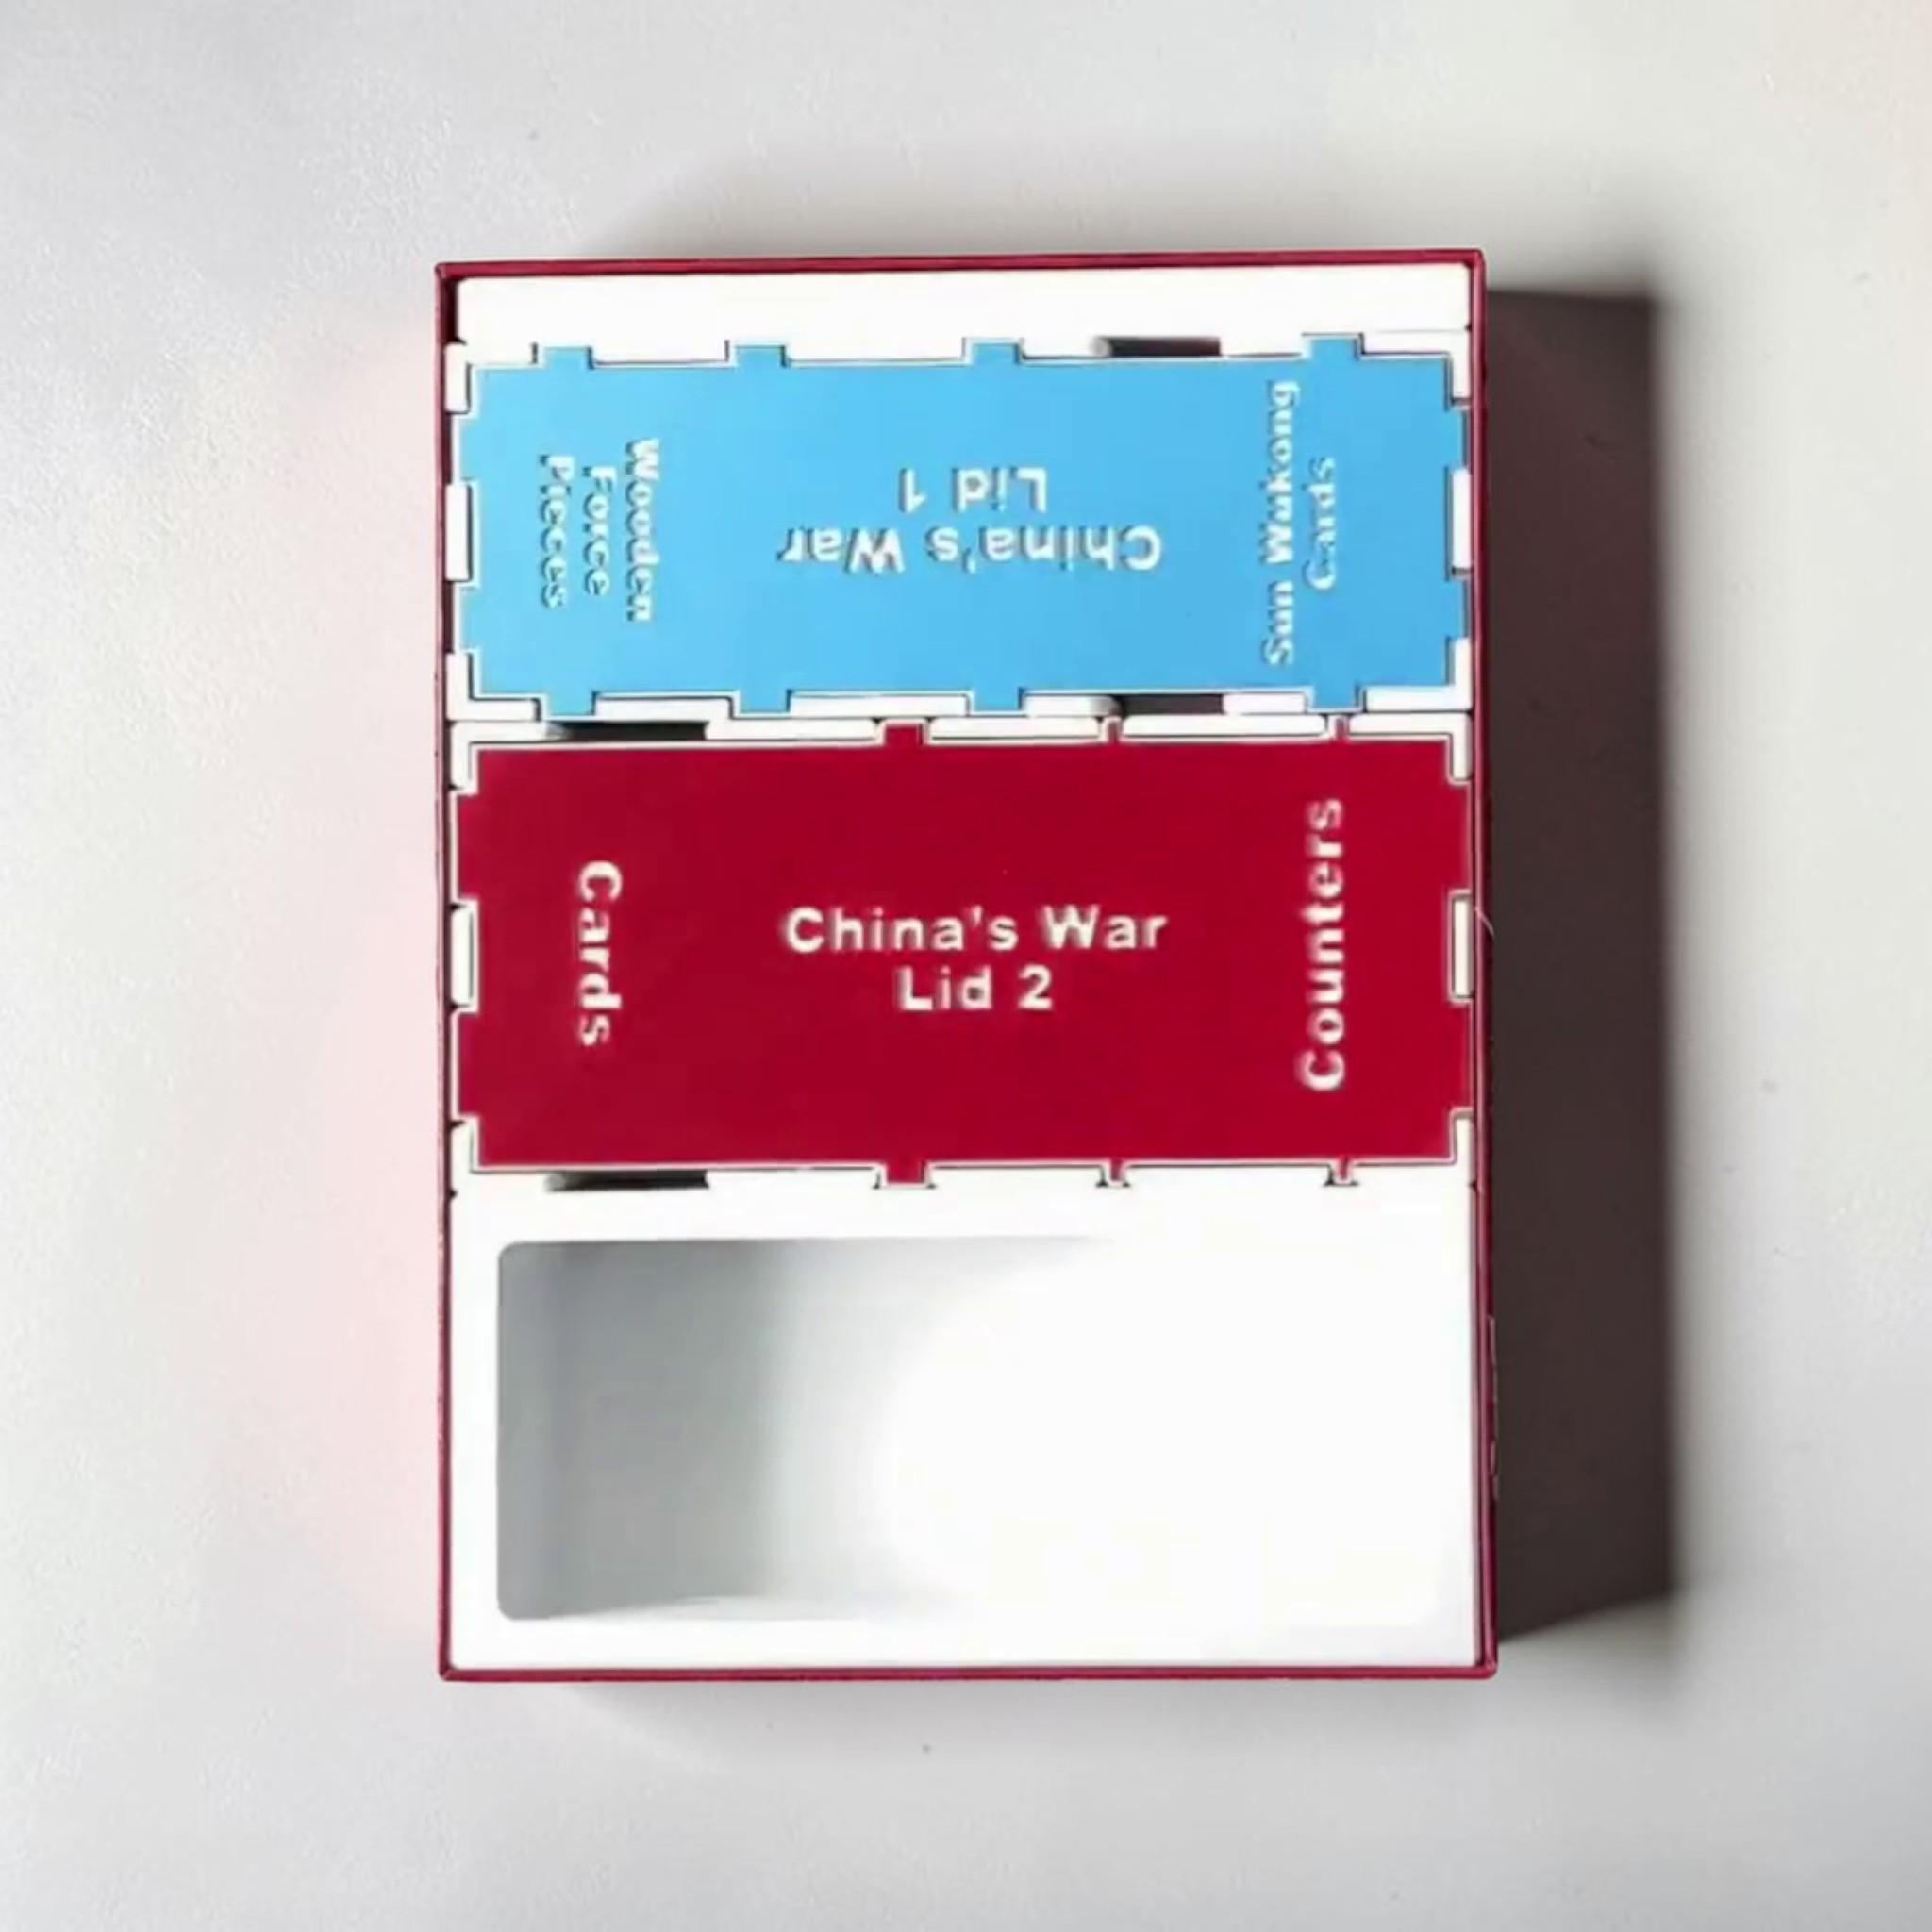 Wooden
Force
Pieces
China's War
Lid 1
Sun Wukong
Cards
Cards
China's War
Lid 2
Counters